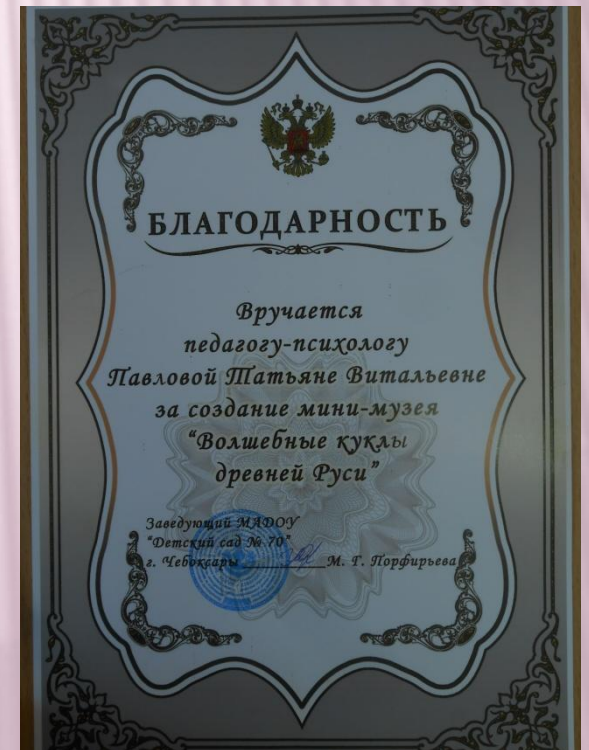 БЛАГОДАРНОСТЬ
Вручается
педагогу-психологу
Павловой Татьяне Витальевне
за создание мини-музея
“Волшебные куклы
древней Руси”
Заведующий МАДОУ
“Детский сад № 70”
г. Чебоксары ____________ М. Г. Порфирьева